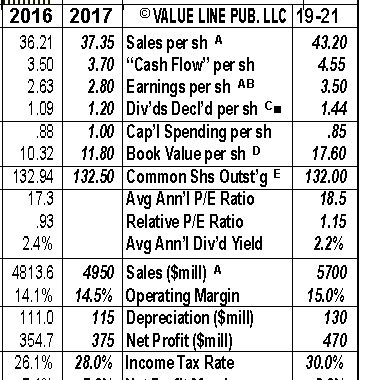 2016 2017 © VALUE LINE PUB. LLC 19-21
36.21 37.35 Sales per sh A 43.20
3.50 3.70 “Cash Flow” per sh 4.55
2.63 2.80 Earnings per sh AB 3.50
1.09 1.20 Div’ds Decl’d per sh C■ 1.44
.88 1.00 Cap’l Spending per sh .85
10.32 11.80 Book Value per sh D 17.60
132.94 132.50 Common Shs Outst’g E 132.00
17.3 Avg Ann’l P/E Ratio 18.5
.93 Relative P/E Ratio 1.15
2.4% Avg Ann’l Div’d Yield 2.2%
4813.6 4950 Sales ($mill) A 5700
14.1% 14.5% Operating Margin 15.0%
111.0 115 Depreciation ($mill) 130
354.7 375 Net Profit ($mill) 470
26.1% 28.0% Income Tax Rate 30.0%